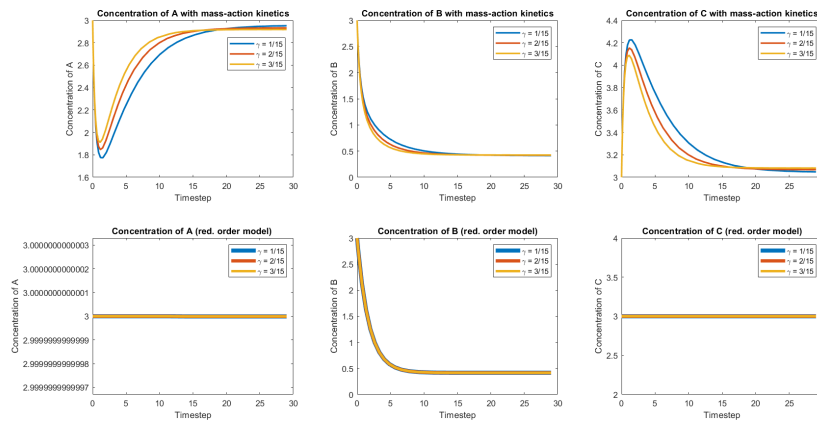 Concentration of A with mass-action kinetics
Concentration of A
3
2.8
2.6
2.4
2.2
2
1.8
1.6
0
5
10
15
20
25
30
Timestep
γ = 1/15
γ = 2/15
γ = 3/15
Concentration of B with mass-action kinetics
Concentration of B
3
2.5
2
1.5
1
0.5
0
0
5
10
15
20
25
30
Timestep
γ = 1/15
γ = 2/15
γ = 3/15
Concentration of C with mass-action kinetics
Concentration of C
4.4
4.2
4
3.8
3.6
3.4
3.2
3
0
5
10
15
20
25
Timestep
γ = 1/15
γ = 2/15
γ = 3/15
Concentration of A (red. order model)
Concentration of A
3.0000000000003
3.0000000000002
3.0000000000001
3
2.9999999999999
2.9999999999998
2.9999999999997
0
5
10
15
20
25
30
Timestep
γ = 1/15
γ = 2/15
γ = 3/15
Concentration of B (red. order model)
Concentration of B
3
2.5
2
1.5
1
0.5
0
0
5
10
15
20
25
30
Timestep
γ = 1/15
γ = 2/15
γ = 3/15
Concentration of C (red. order model)
Concentration of C
4
3.5
3
2.5
2
0
5
10
15
20
25
Timestep
γ = 1/15
γ = 2/15
γ = 3/15